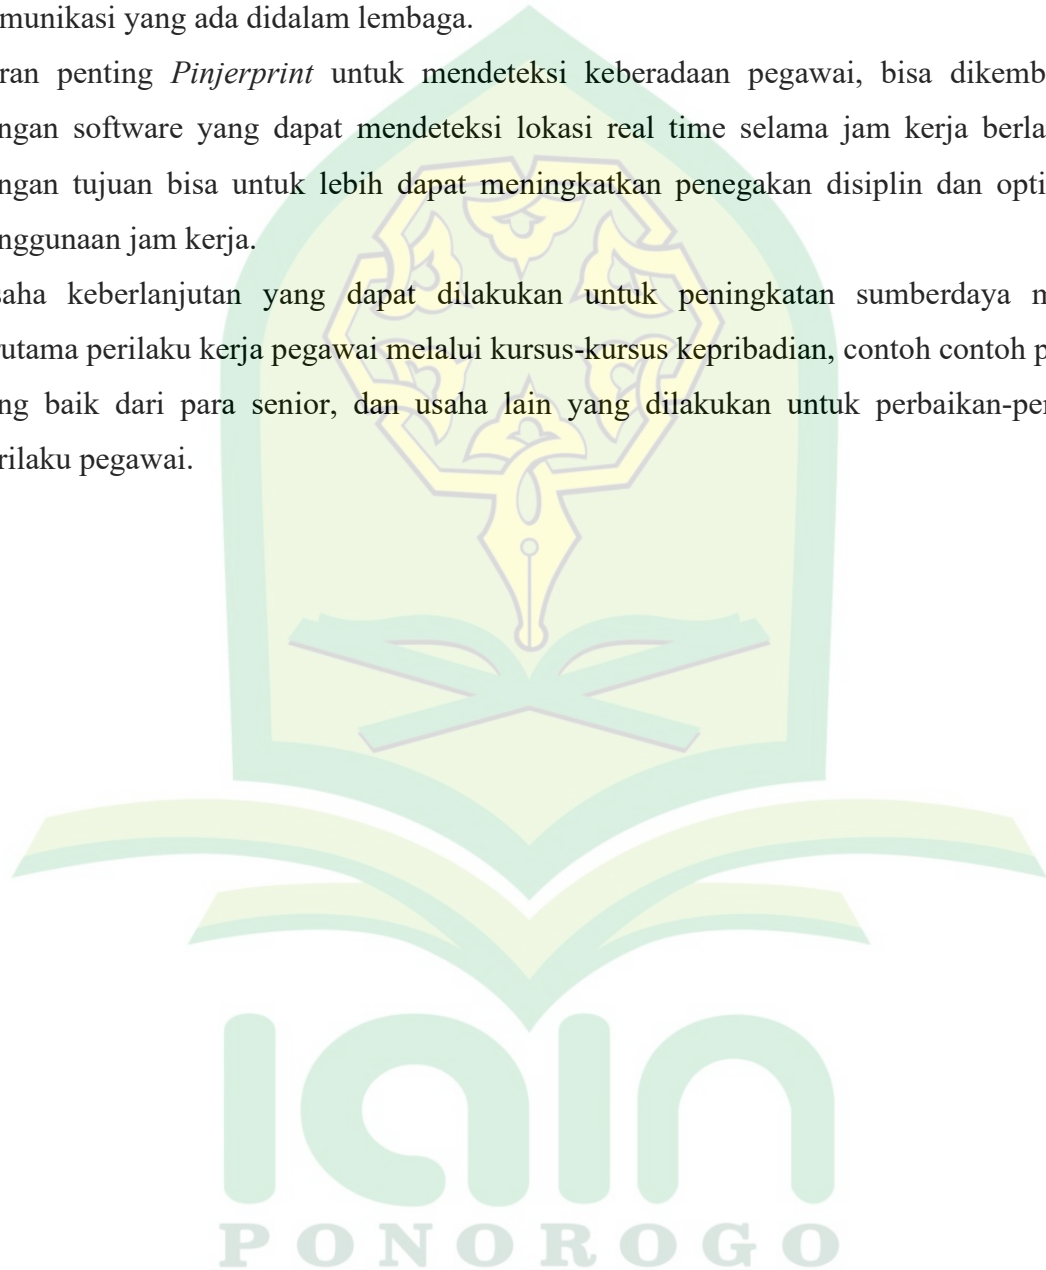 munikasi yang ada didalam lembaga.
ran penting Pinjerprint untuk mendeteksi keberadaan pegawai, bisa dikemb
ngan software yang dapat mendeteksi lokasi real time selama jam kerja berla
ngan tujuan bisa untuk lebih dapat meningkatkan penegakan disiplin dan opti
nggunaan jam kerja.
saha keberlanjutan yang dapat dilakukan untuk peningkatan sumberdaya m
rutama perilaku kerja pegawai melalui kursus-kursus kepribadian, contoh contoh p
ng baik dari para senior, dan usaha lain yang dilakukan untuk perbaikan-per
rilaku pegawai.
iain
PONOROGO